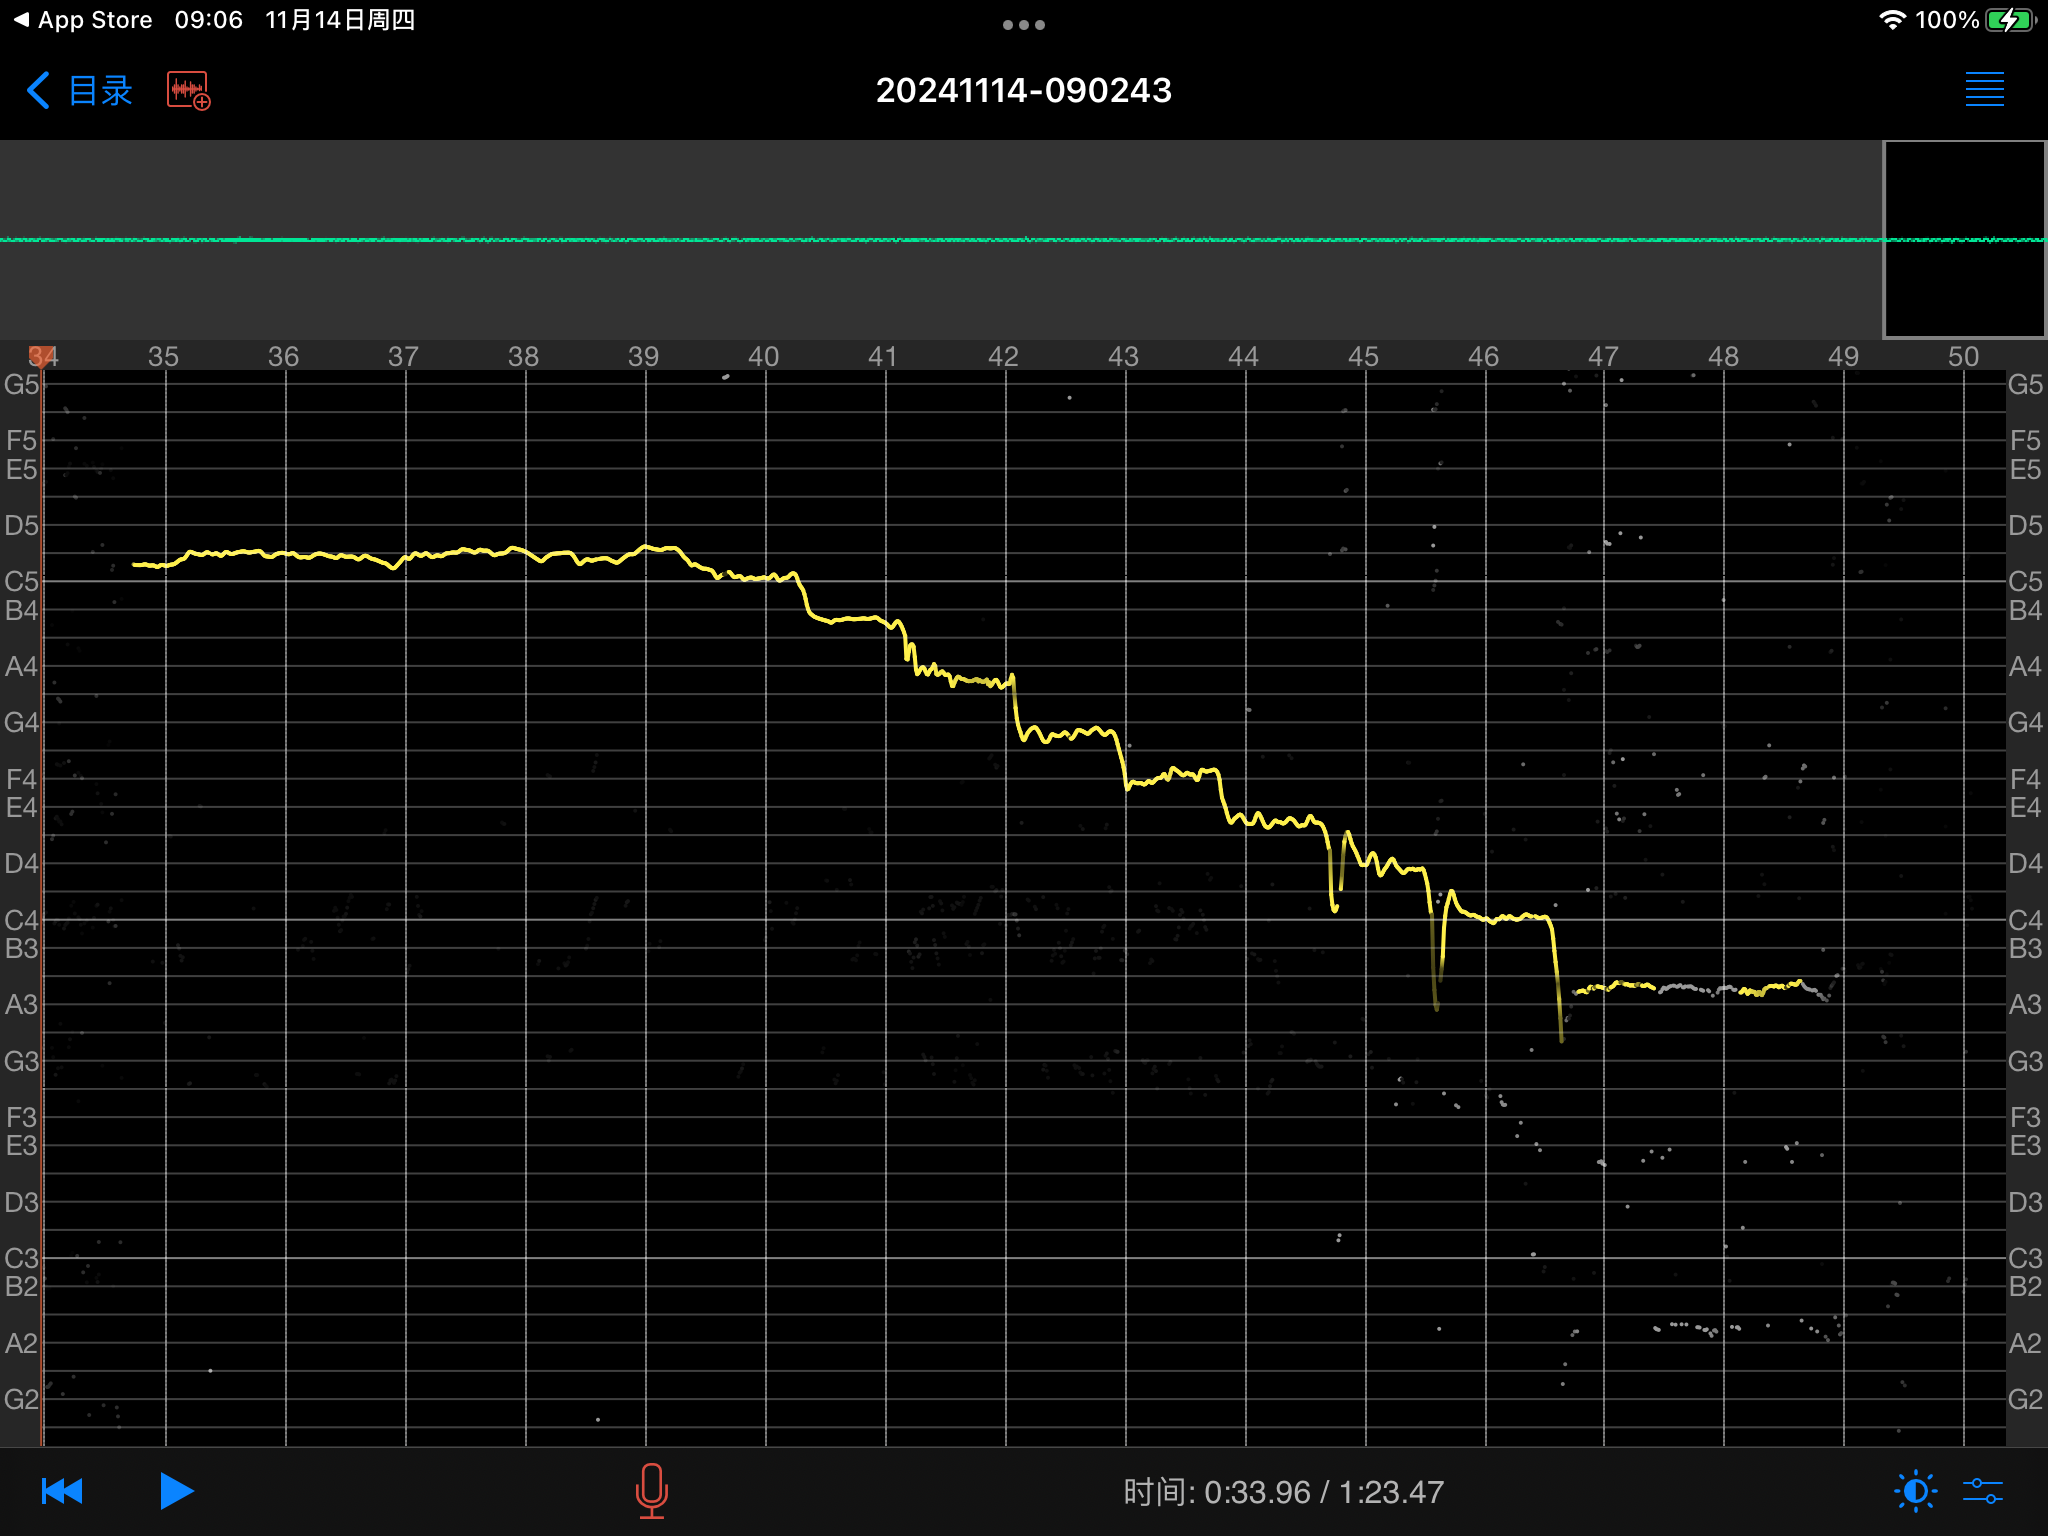 App Store 09:06 11月14日周四 100%
目录 20241114-090243
34 35 36 37 38 39 40 41 42 43 44 45 46 47 48 49 50
G5 G5
F5 F5
E5 E5
D5 D5
C5 C5
B4 B4
A4 A4
G4 G4
F4 F4
E4 E4
D4 D4
C4 C4
B3 B3
A3 A3
G3 G3
F3 F3
E3 E3
D3 D3
C3 C3
B2 B2
A2 A2
G2 G2
时间: 0:33.96 / 1:23.47